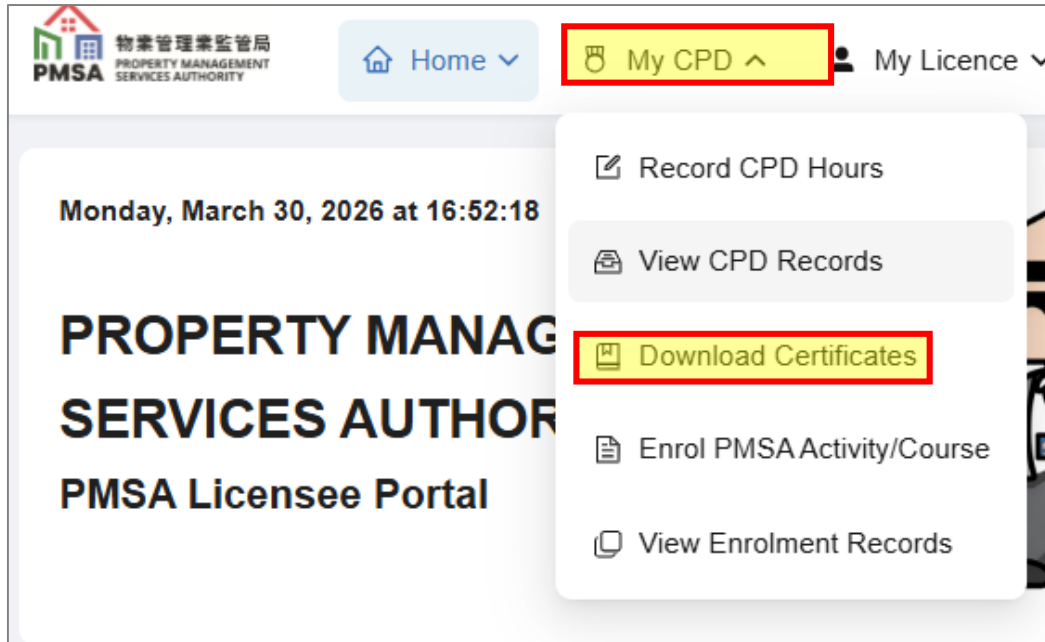 物業管理業監管局
PMSA PROPERTY MANAGEMENT
SERVICES AUTHORITY
Home
My CPD
My Licence
Record CPD Hours
Monday, March 30, 2026 at 16:52:18
View CPD Records
PROPERTY MANAG
Download Certificates
SERVICES AUTHOR
Enrol PMSA Activity/Course
PMSA Licensee Portal
View Enrolment Records